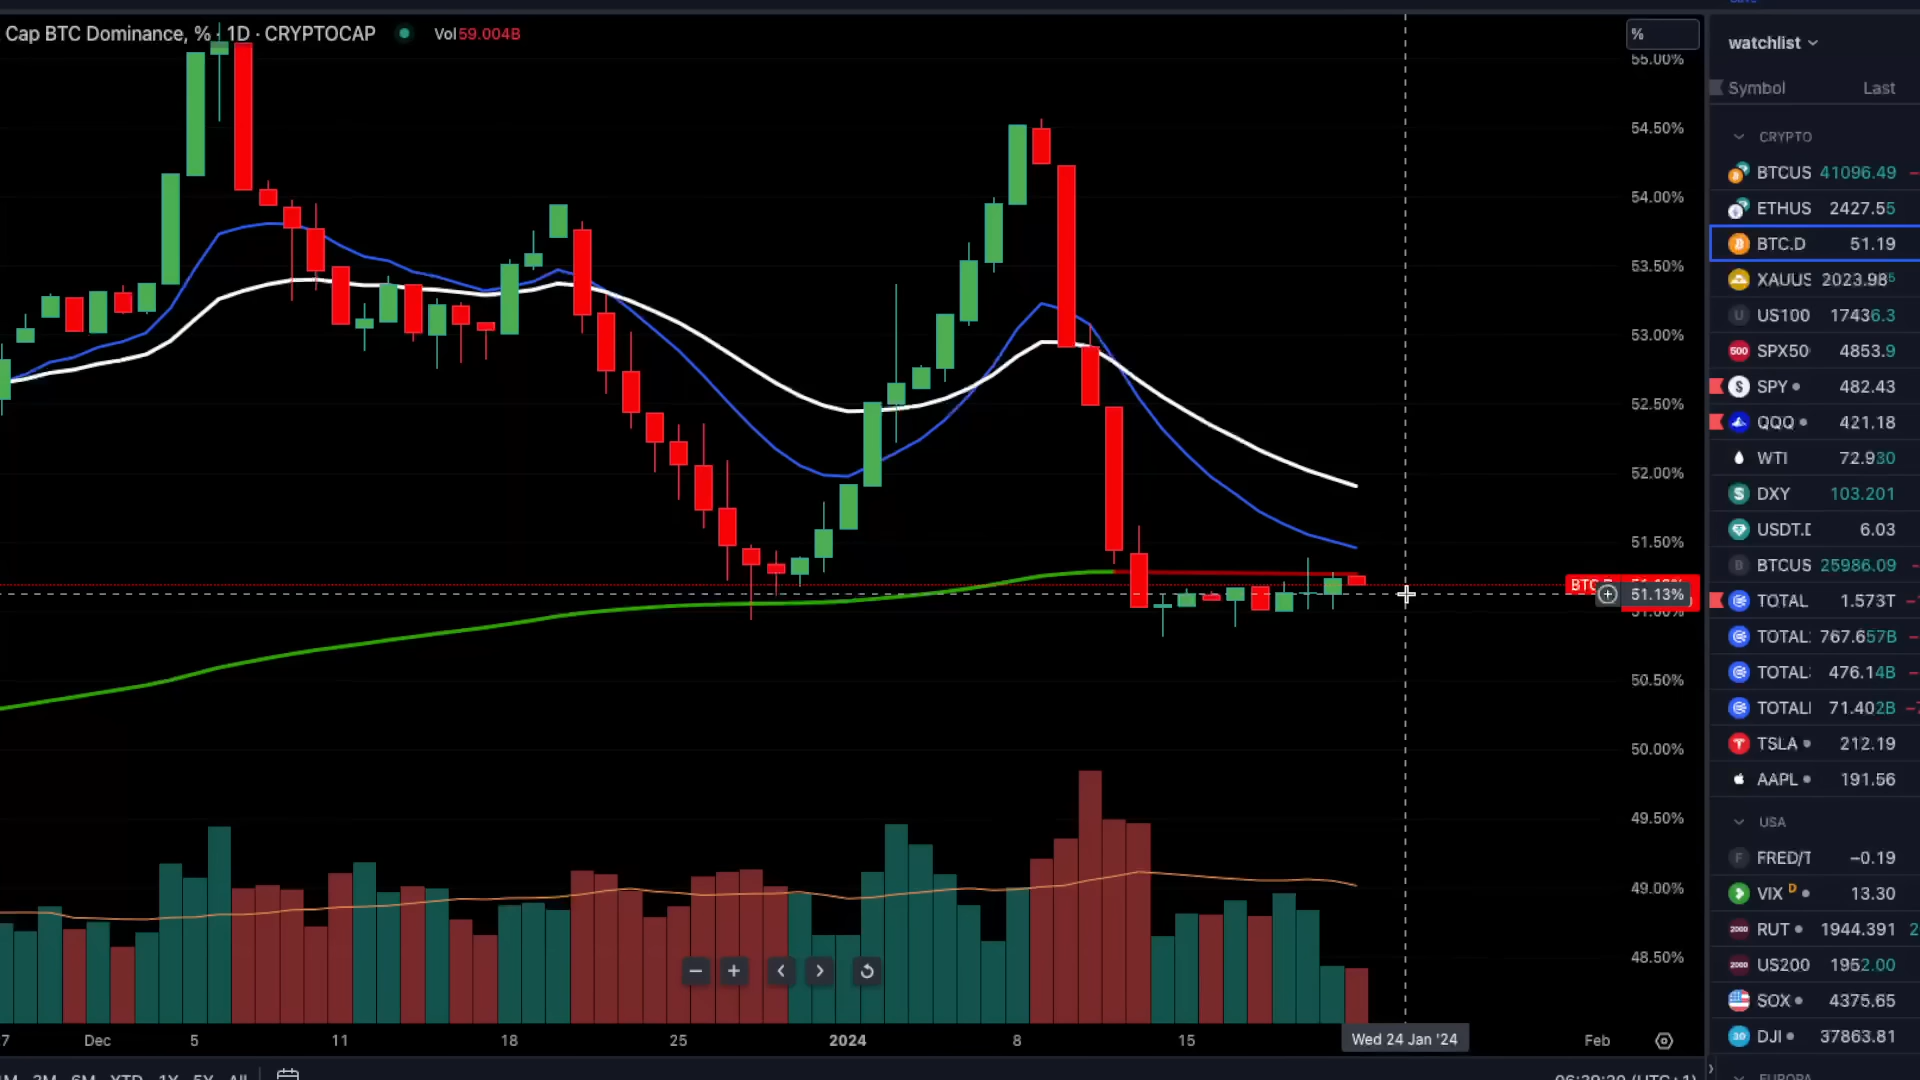 Cap BTC Dominance, % · 1D · CRYPTOCAP Vol 59.004B
%
55.00%
54.50%
54.00%
53.50%
53.00%
52.50%
52.00%
51.50%
51.13%
50.50%
50.00%
49.50%
49.00%
48.50%
Dec 5 11 18 25 2024 8 15 Wed 24 Jan '24 Feb
watchlist
Symbol Last
CRYPTO
BTCUS 41096.49
ETHUS 2427.55
BTC.D 51.19
XAUUS 2023.985
US100 17436.3
500 SPX50 4853.9
SPY 482.43
QQQ 421.18
WTI 72.930
DXY 103.201
USDT.D 6.03
BTCUS 25986.09
TOTAL 1.573T
TOTAL 767.657B
TOTAL 476.14B
TOTAL 71.402B
TSLA 212.19
AAPL 191.56
USA
FRED/T −0.19
VIX D 13.30
2000 RUT 1944.391
2000 US200 1952.00
SOX 4375.65
30 DJI 37863.81